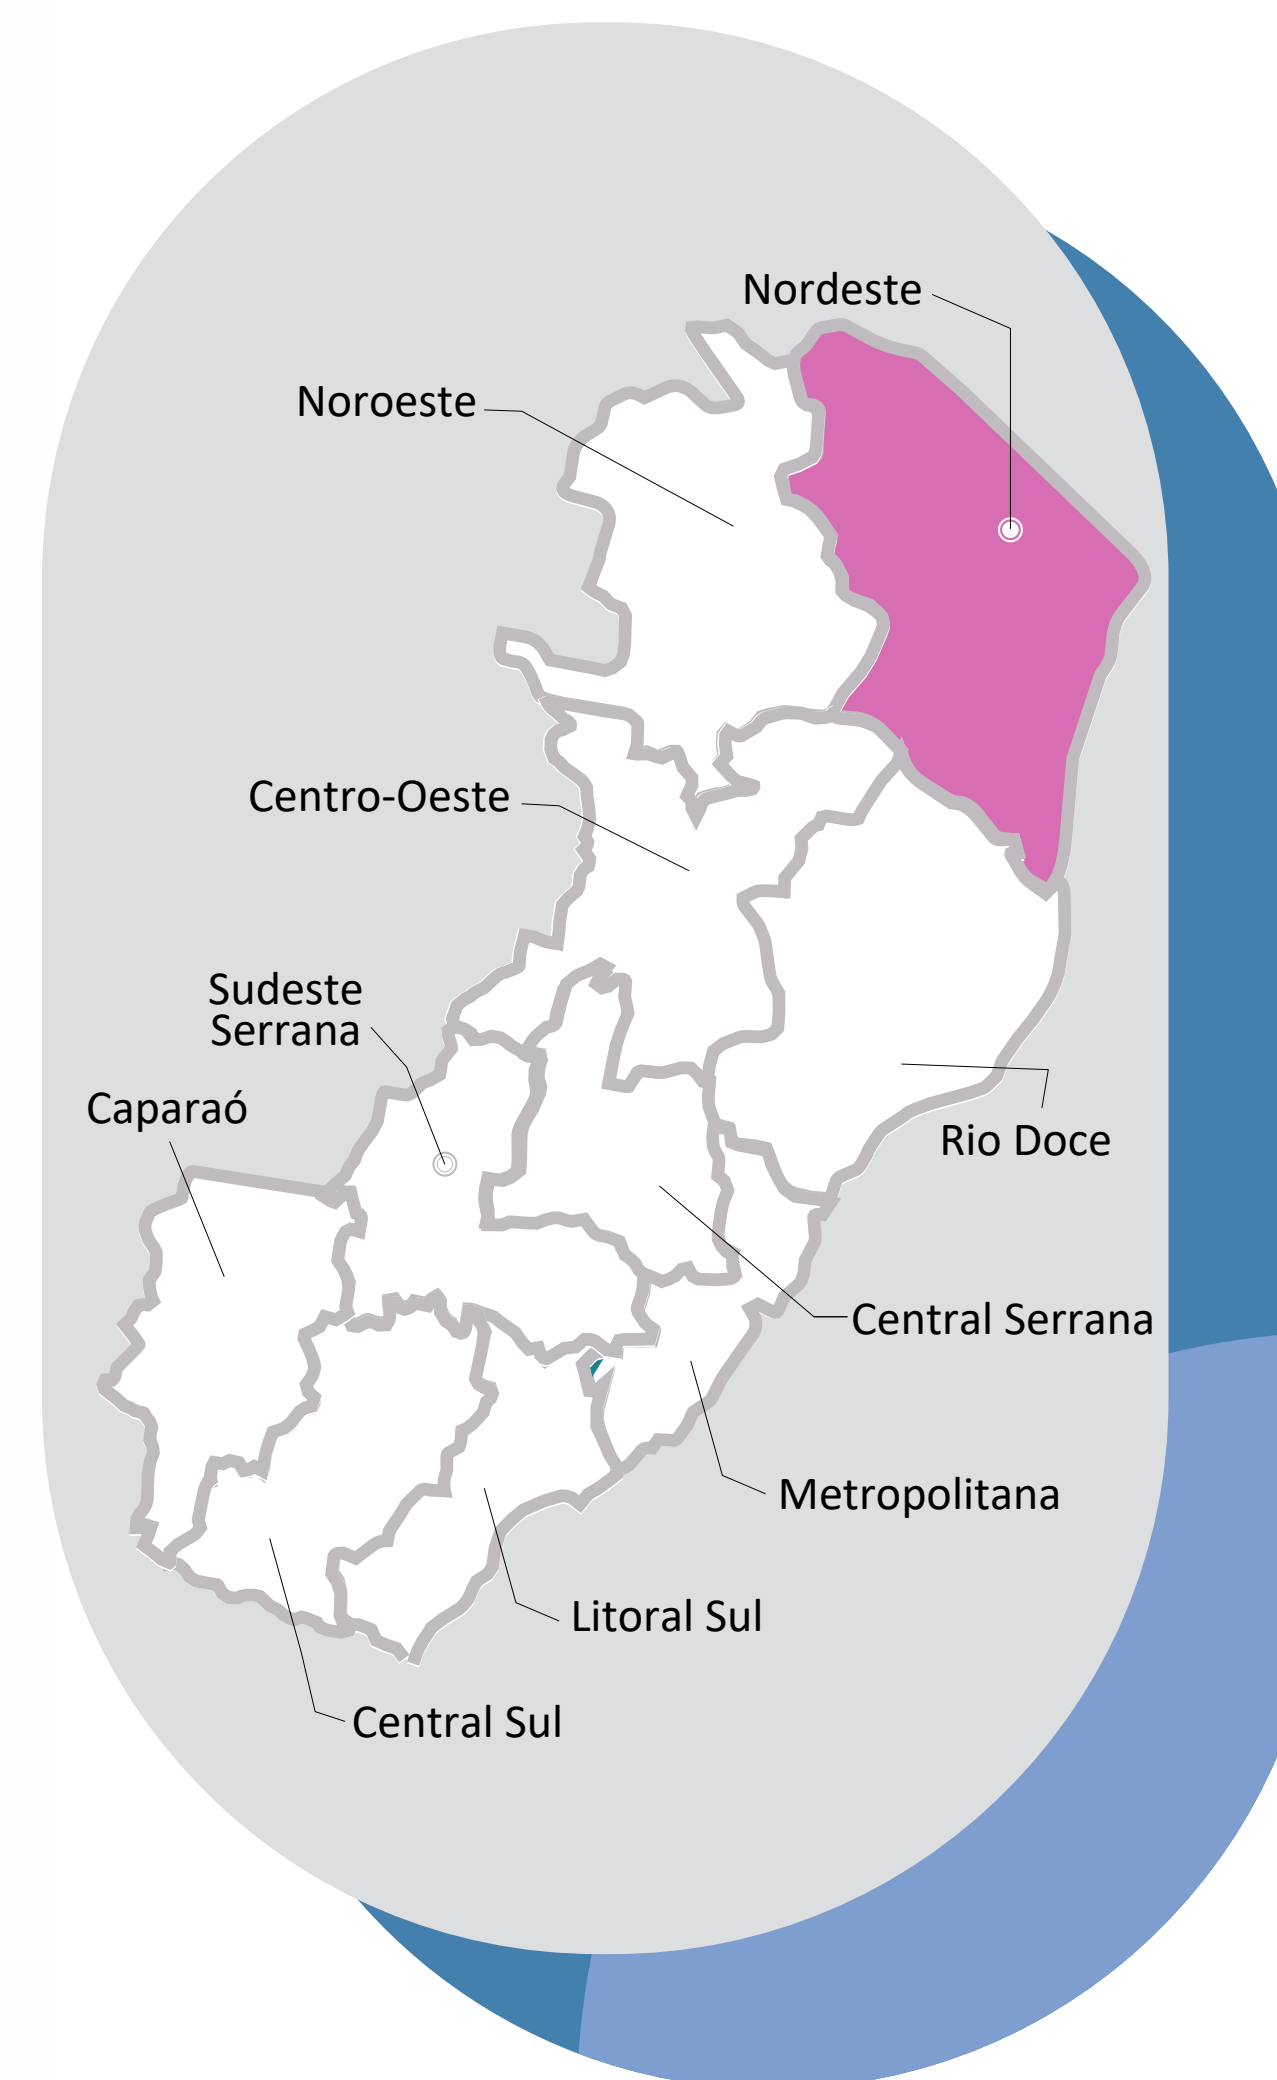 Nordeste
Noroeste
Centro-Oeste
Sudeste
Serrana
Caparaó
Rio Doce
Central Serrana
Metropolitana
Litoral Sul
Central Sul